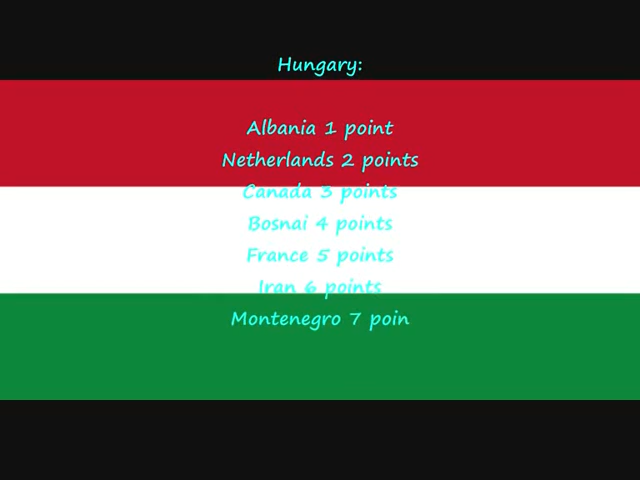 Hungary:
Albania 1 point
Netherlands 2 points
Canada 3 points
Bosnai 4 points
France 5 points
Iran 6 points
Montenegro 7 poin